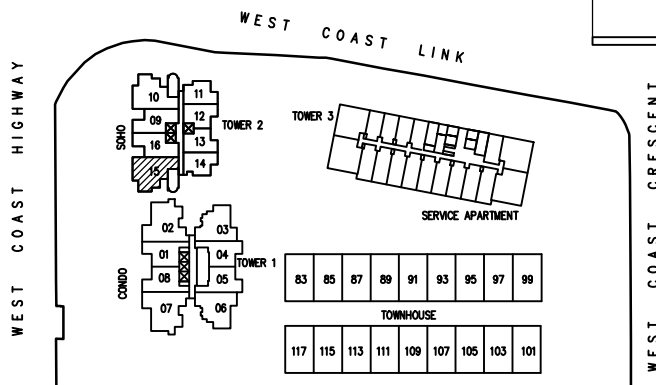 WEST COAST LINK
WEST COAST HIGHWAY
WEST COAST CRESCENT
10
11
09
12
TOWER 2
SOHO
16
13
15
14
TOWER 3
SERVICE APARTMENT
02
03
01
04
TOWER 1
CONDO
08
05
07
06
83 85 87 89 91 93 95 97 99
TOWNHOUSE
117 115 113 111 109 107 105 103 101